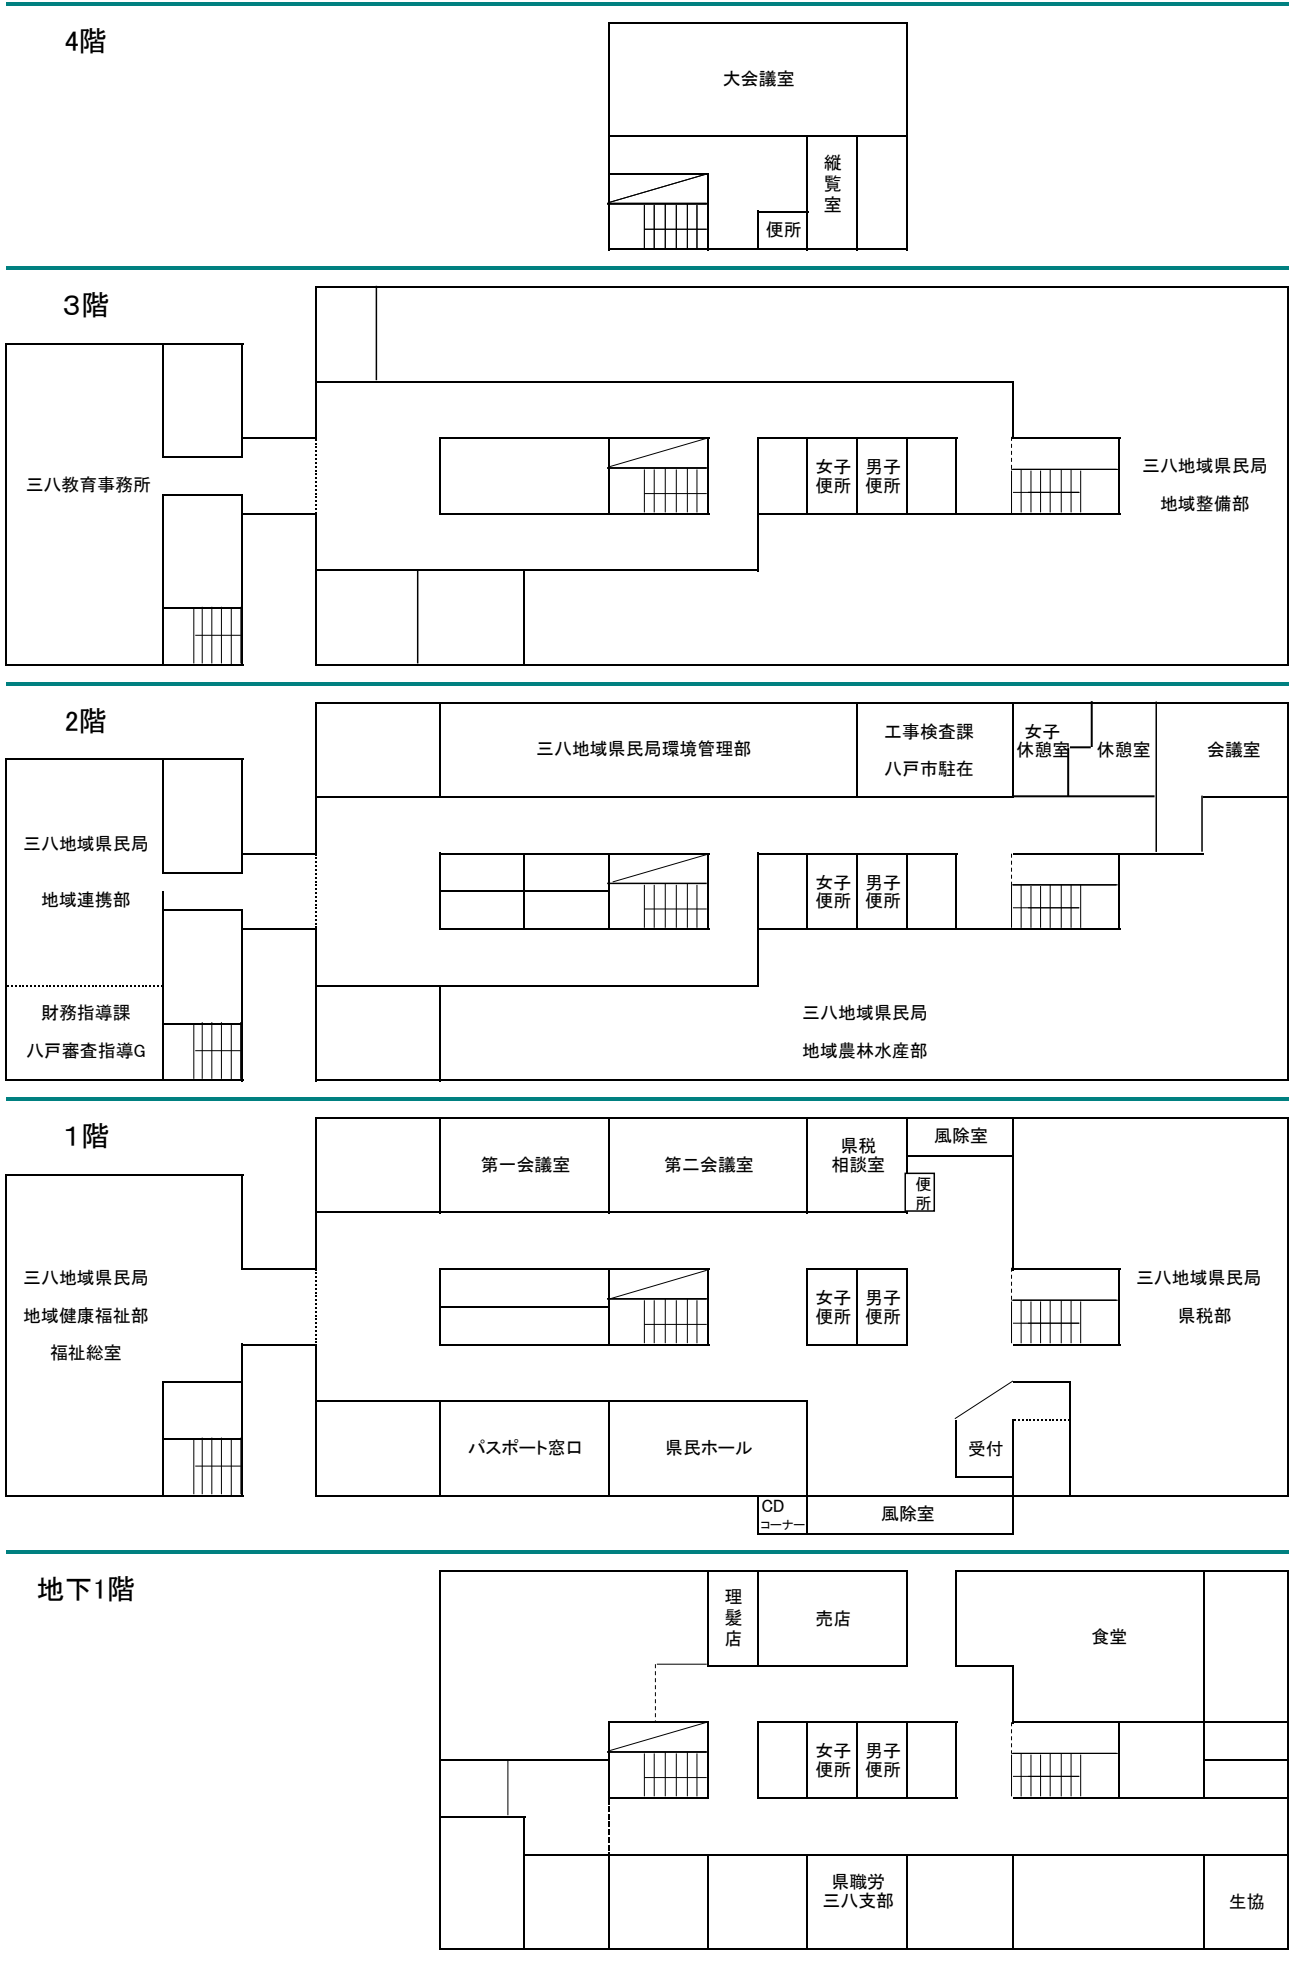 4階
大会議室
縦覧室
便所
3階
三八教育事務所
女子
便所
男子
便所
三八地域県民局
地域整備部
2階
三八地域県民局環境管理部
工事検査課
八戸市駐在
女子
休憩室
休憩室
会議室
三八地域県民局
地域連携部
女子
便所
男子
便所
財務指導課
八戸審査指導G
三八地域県民局
地域農林水産部
1階
第一会議室
第二会議室
県税
相談室
風除室
便所
三八地域県民局
地域健康福祉部
福祉総室
女子
便所
男子
便所
三八地域県民局
県税部
パスポート窓口
県民ホール
受付
CD
コーナー
風除室
地下1階
理髪店
売店
食堂
女子
便所
男子
便所
県職労
三八支部
生協